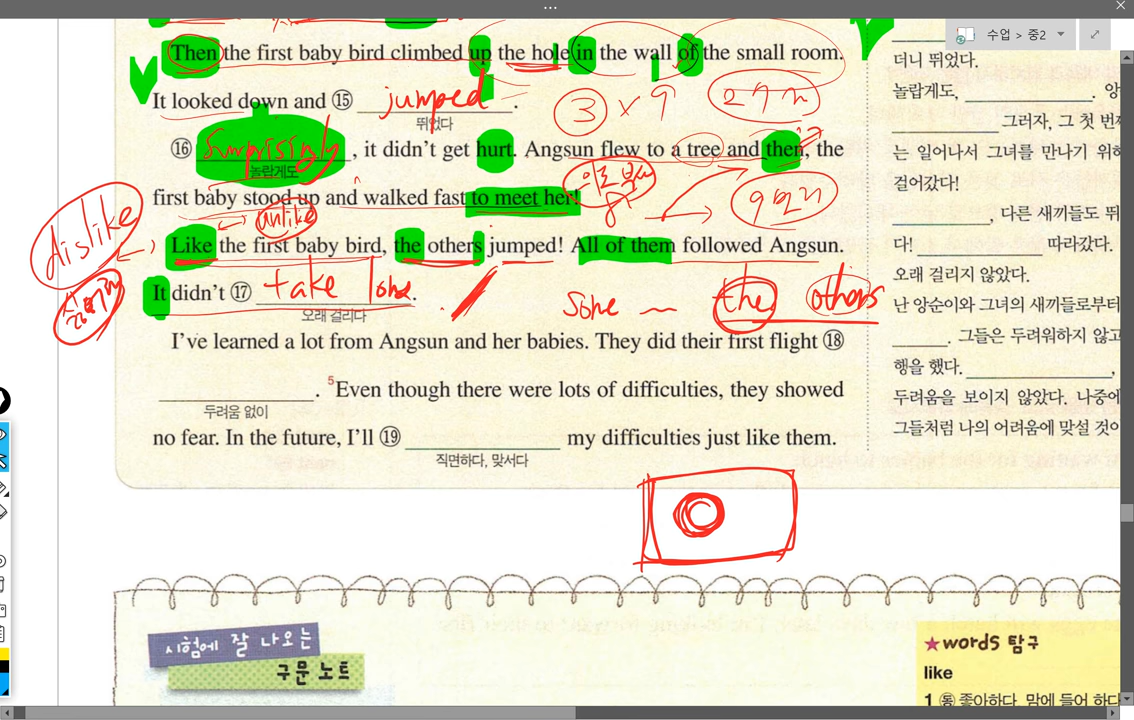 수업 > 중2
Then the first baby bird climbed up the hole in the wall of the small room.
It looked down and ⑮ jumped .
뛰었다
3 x 9
⑯ Surprisingly, it didn't get hurt. Angsun flew to a tree and then, the
놀랍게도
first baby stood up and walked fast to meet her!
unlike
dislike
Like the first baby bird, the others jumped! All of them followed Angsun.
It didn't ⑰ take long.
오래 걸리다
some ~ the others
I've learned a lot from Angsun and her babies. They did their first flight ⑱
.
두려움 없이
5 Even though there were lots of difficulties, they showed
no fear. In the future, I'll ⑲ my difficulties just like them.
직면하다, 맞서다
더니 뛰었다.
놀랍게도, . 앙
그러자, 그 첫 번째
는 일어나서 그녀를 만나기 위해
걸어갔다!
, 다른 새끼들도 뛰
다! 따라갔다.
오래 걸리지 않았다.
난 앙순이와 그녀의 새끼들로부터
. 그들은 두려워하지 않고
행을 했다. ,
두려움을 보이지 않았다. 나중에
그들처럼 나의 어려움에 맞설 것이
시험에 잘 나오는
구문 노트
★words 탐구
like
1 동 좋아하다, 맘에 들어 하다